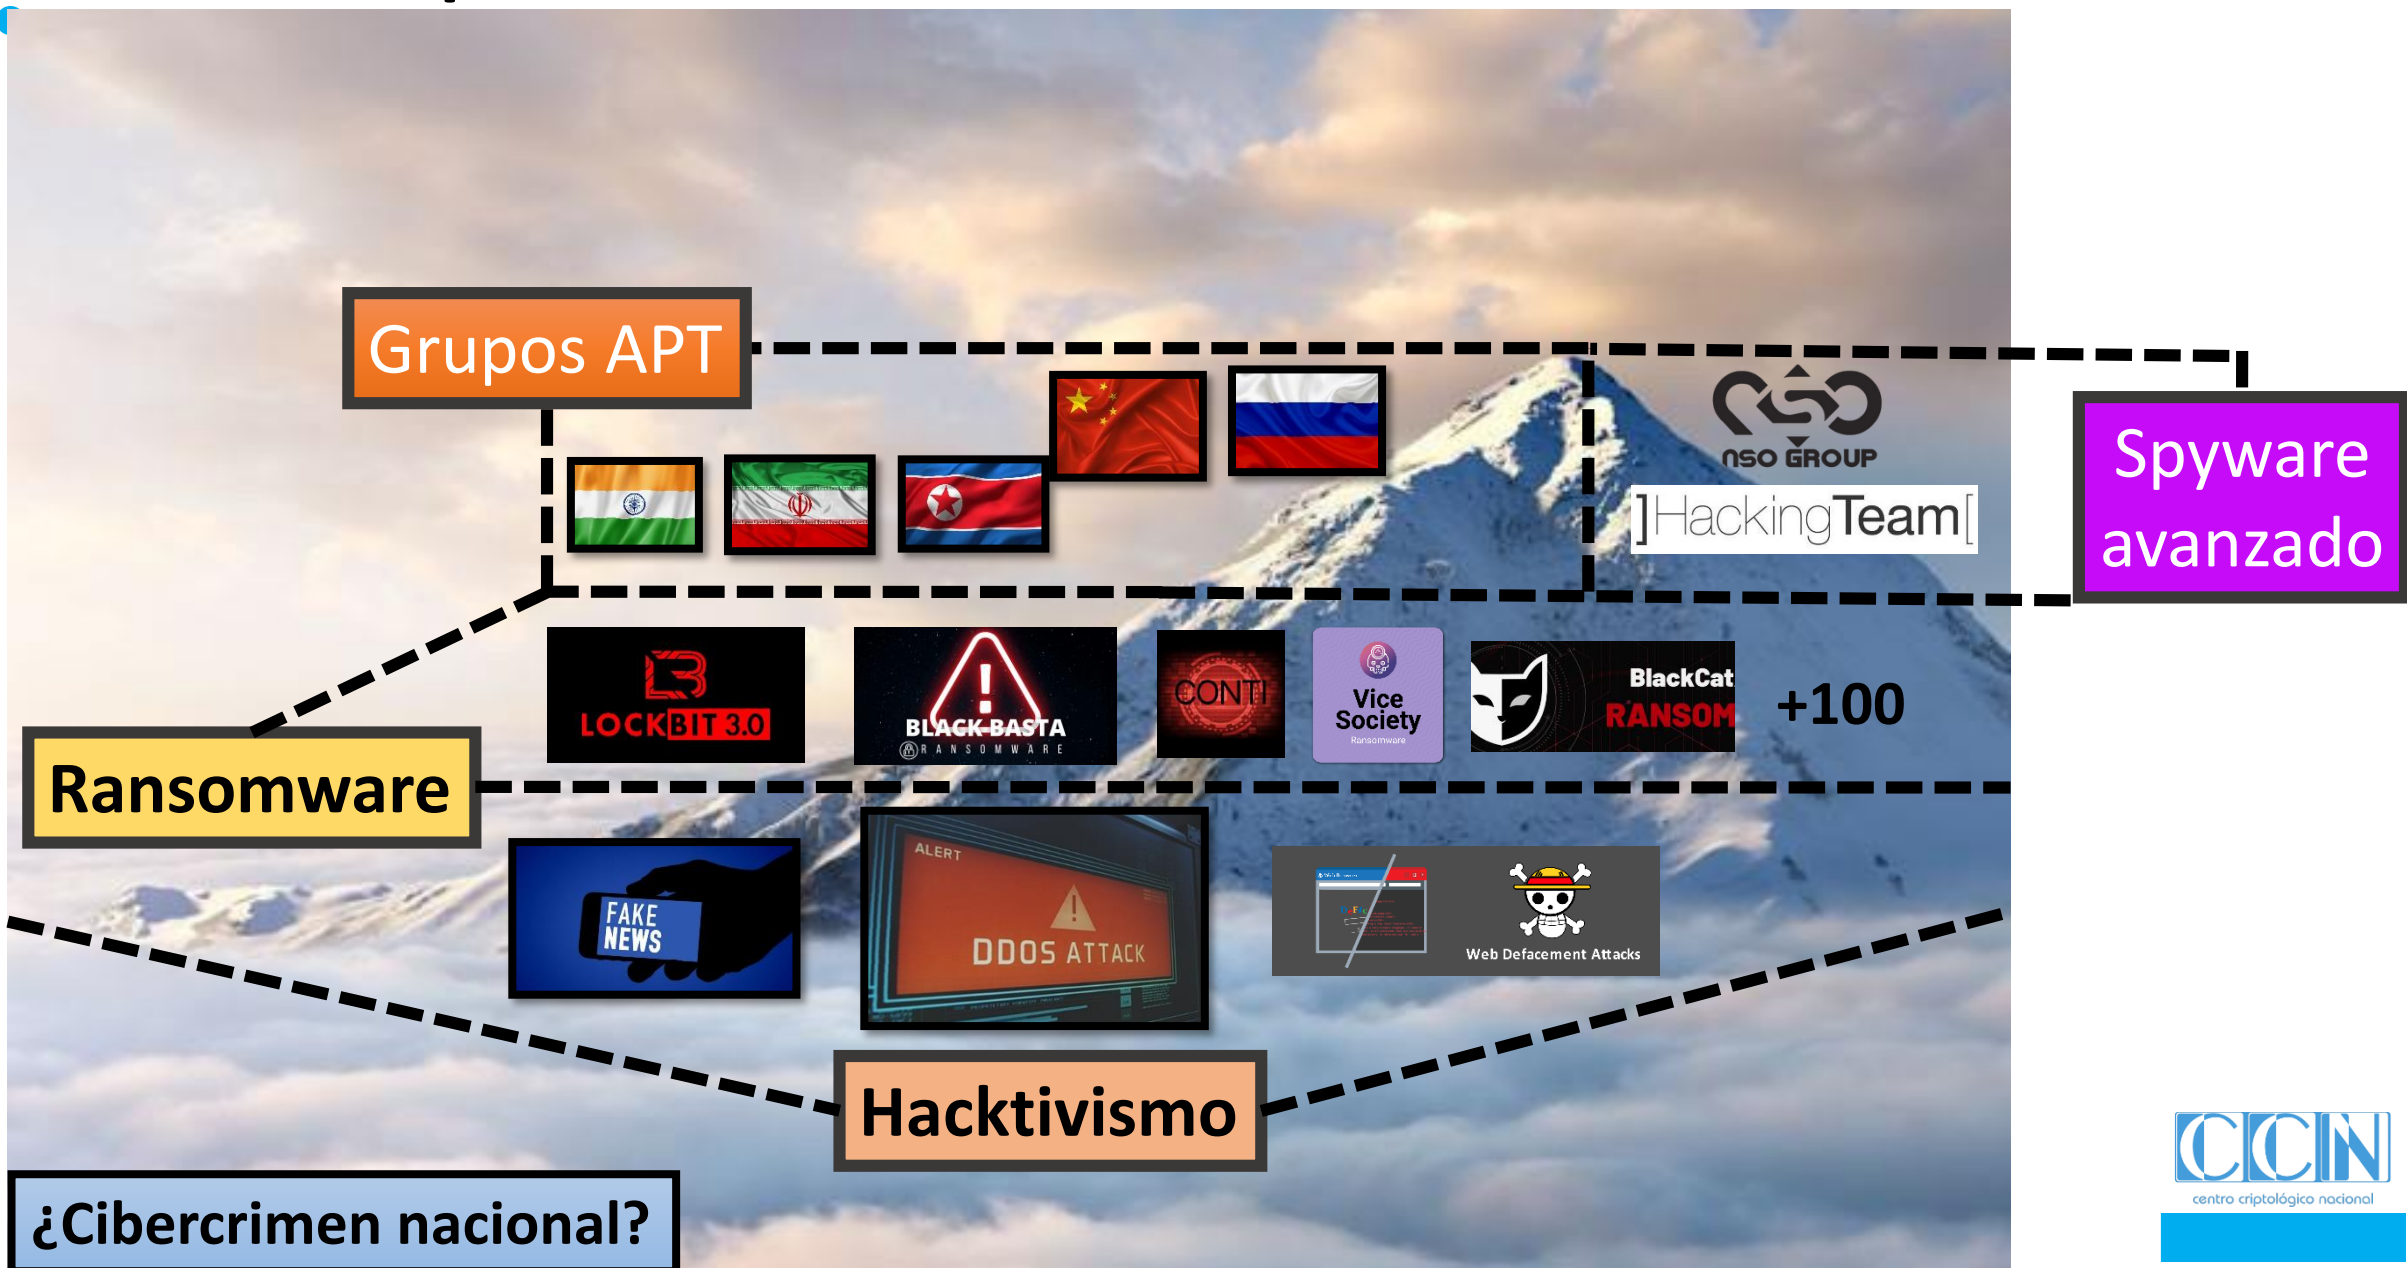 Grupos APT
NSO GROUP
]HackingTeam[
Spyware
avanzado
LOCKBIT 3.0
BLACK BASTA
RANSOMWARE
CONTI
Vice
Society
Ransomware
BlackCat
RANSOM
+100
Ransomware
FAKE
NEWS
ALERT
DDOS ATTACK
Web Defacement Attacks
Hacktivismo
¿Cibercrimen nacional?
CCN
centro criptológico nacional